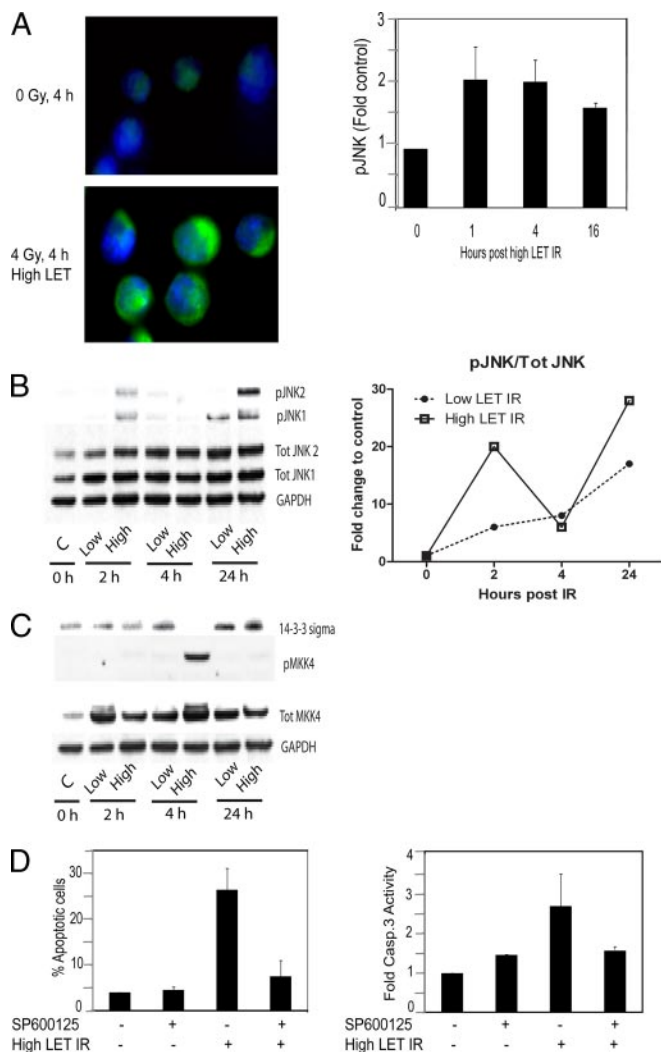 A
0 Gy, 4 h
4 Gy, 4 h
High LET
pJNK (Fold control)
3
2
1
0
0 1 4 16
Hours post high LET IR
B
pJNK2
pJNK1
Tot JNK 2
Tot JNK1
GAPDH
C Low High Low High Low High
0 h 2 h 4 h 24 h
pJNK/Tot JNK
Low LET IR
High LET IR
Fold change to control
30
20
10
0
0 2 4 24
Hours post IR
C
14-3-3 sigma
pMKK4
Tot MKK4
GAPDH
C Low High Low High Low High
0 h 2 h 4 h 24 h
D
% Apoptotic cells
30
20
10
0
SP600125 - + - +
High LET IR - - + +
Fold Casp.3 Activity
4
3
2
1
0
- + - +
- - + +